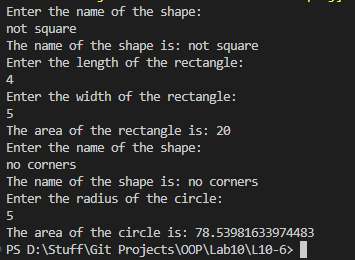 Enter the name of the shape:
not square
The name of the shape is: not square
Enter the length of the rectangle:
4
Enter the width of the rectangle:
5
The area of the rectangle is: 20
Enter the name of the shape:
no corners
The name of the shape is: no corners
Enter the radius of the circle:
5
The area of the circle is: 78.53981633974483
PS D:\Stuff\Git Projects\OOP\Lab10\L10-6>